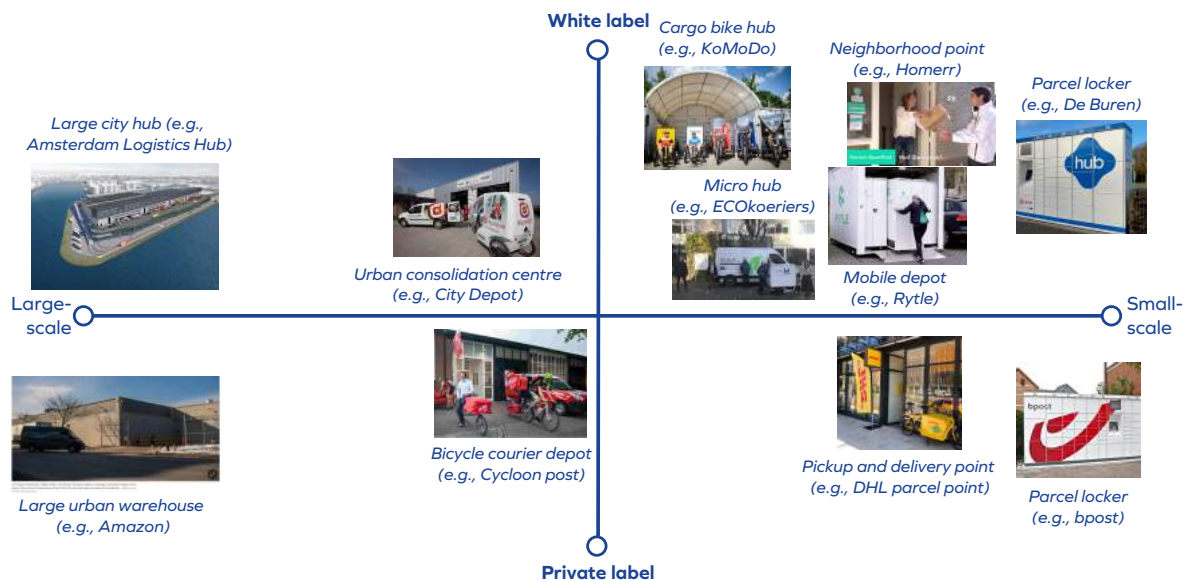 White label
Cargo bike hub
(e.g., KoMoDo)
Neighborhood point
(e.g., Homerr)
Parcel locker
(e.g., De Buren)
Large city hub (e.g.,
Amsterdam Logistics Hub)
hub
Micro hub
(e.g., ECOkoeriers)
Urban consolidation centre
(e.g., City Depot)
Mobile depot
(e.g., Rytle)
Large-
scale
Small-
scale
DHL
bpost
Bicycle courier depot
(e.g., Cycloon post)
Pickup and delivery point
(e.g., DHL parcel point)
Parcel locker
(e.g., bpost)
Large urban warehouse
(e.g., Amazon)
Private label